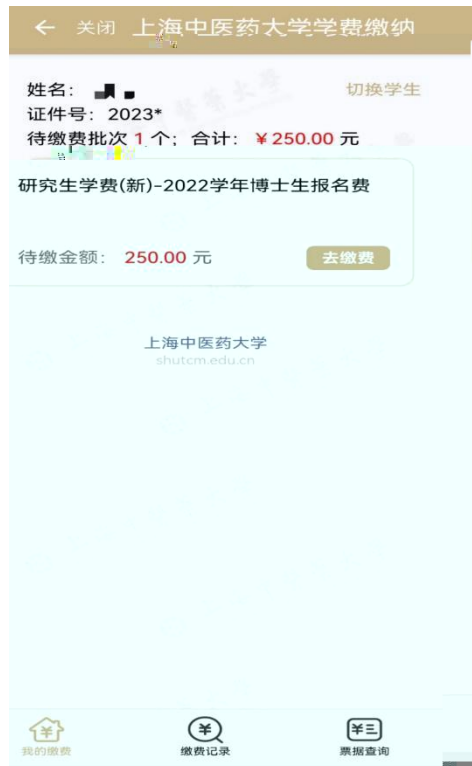 关闭 上海中医药大学学费缴纳
姓名：
切换学生
证件号：2023*
待缴费批次 1 个；合计：￥250.00 元
研究生学费(新)-2022学年博士生报名费
待缴金额：250.00 元
去缴费
上海中医药大学
shutcm.edu.cn
我的缴费 缴费记录 票据查询